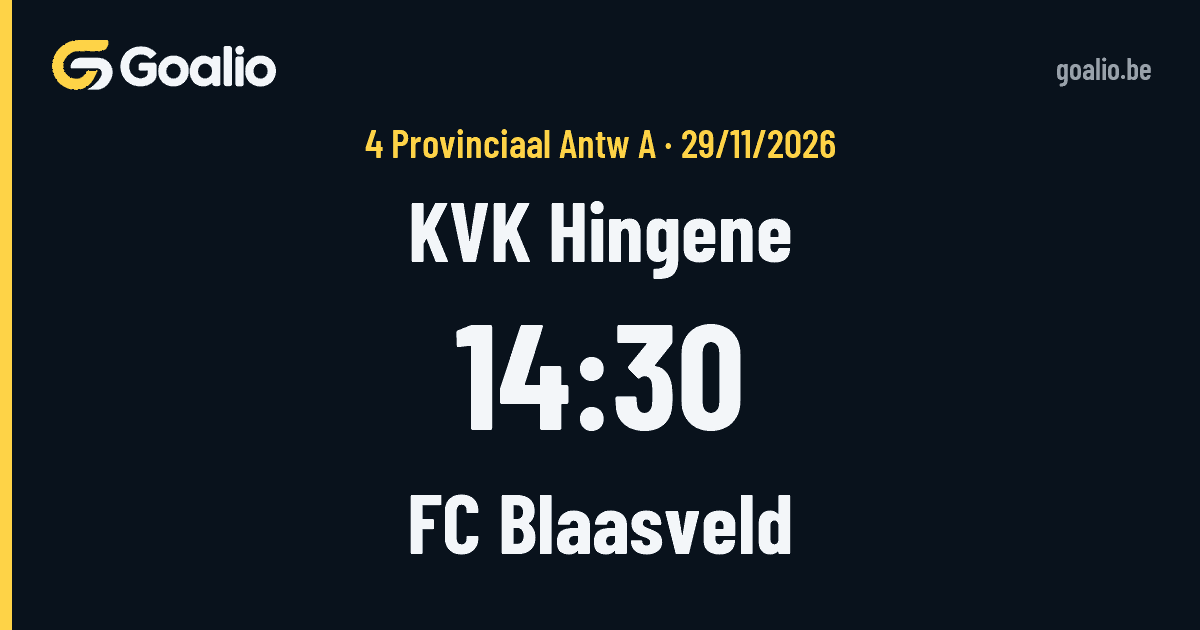 Goalio
goalio.be
4 Provinciaal Antw A · 29/11/2026
KVK Hingene
14:30
FC Blaasveld